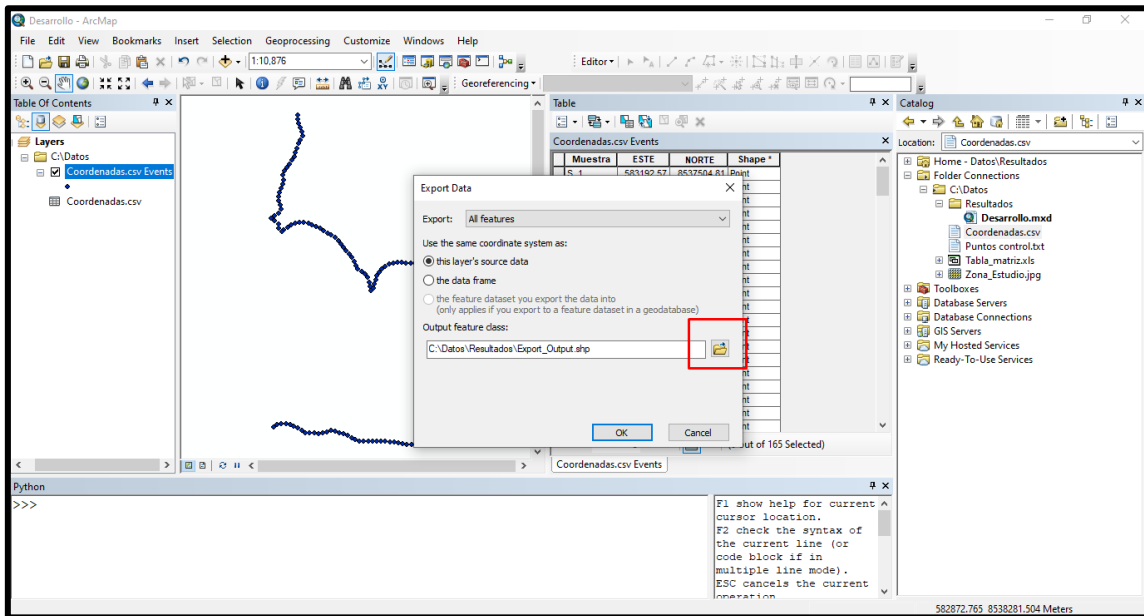 Desarrollo - ArcMap
File Edit View Bookmarks Insert Selection Geoprocessing Customize Windows Help
1:10,876
Editor
Georeferencing
Table Of Contents
Layers
C:\Datos
Coordenadas.csv Events
Coordenadas.csv
Table
Coordenadas.csv Events
Muestra ESTE NORTE Shape *
S_1 583192.57 8537504.81 Point
out of 165 Selected)
Coordenadas.csv Events
Export Data
Export: All features
Use the same coordinate system as:
this layer's source data
the data frame
the feature dataset you export the data into
(only applies if you export to a feature dataset in a geodatabase)
Output feature class:
C:\Datos\Resultados\Export_Output.shp
OK Cancel
Catalog
Location: Coordenadas.csv
Home - Datos\Resultados
Folder Connections
C:\Datos
Resultados
Desarrollo.mxd
Coordenadas.csv
Puntos control.txt
Tabla_matriz.xls
Zona_Estudio.jpg
Toolboxes
Database Servers
Database Connections
GIS Servers
My Hosted Services
Ready-To-Use Services
Python
>>>
F1 show help for current
cursor location.
F2 check the syntax of
the current line (or
code block if in
multiple line mode).
ESC cancels the current
operation
582872.765 8538281.504 Meters